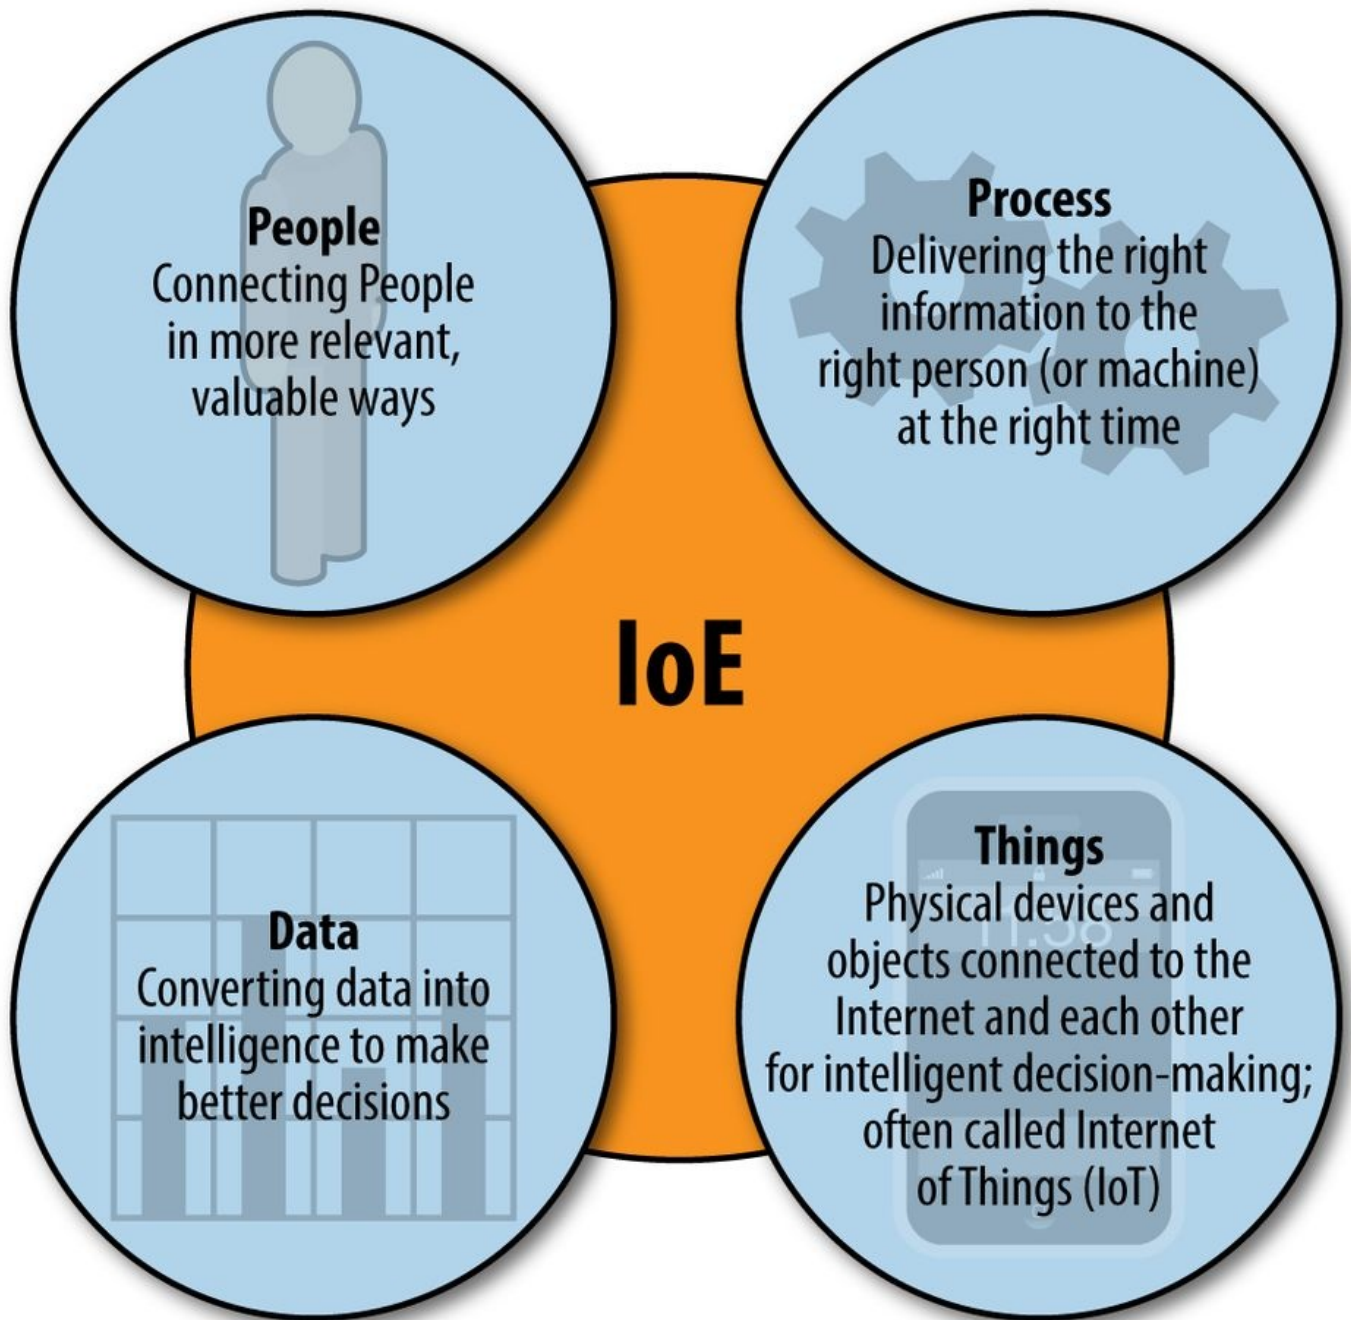 People
Connecting People
in more relevant,
valuable ways
Process
Delivering the right
information to the
right person (or machine)
at the right time
IoE
Data
Converting data into
intelligence to make
better decisions
Things
11:58
Physical devices and
objects connected to the
Internet and each other
for intelligent decision-making;
often called Internet
of Things (IoT)